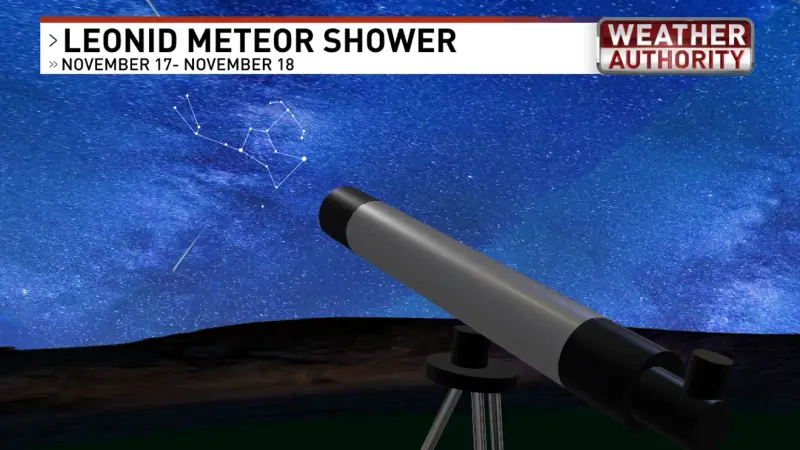 LEONID METEOR SHOWER
NOVEMBER 17- NOVEMBER 18
WEATHER
AUTHORITY